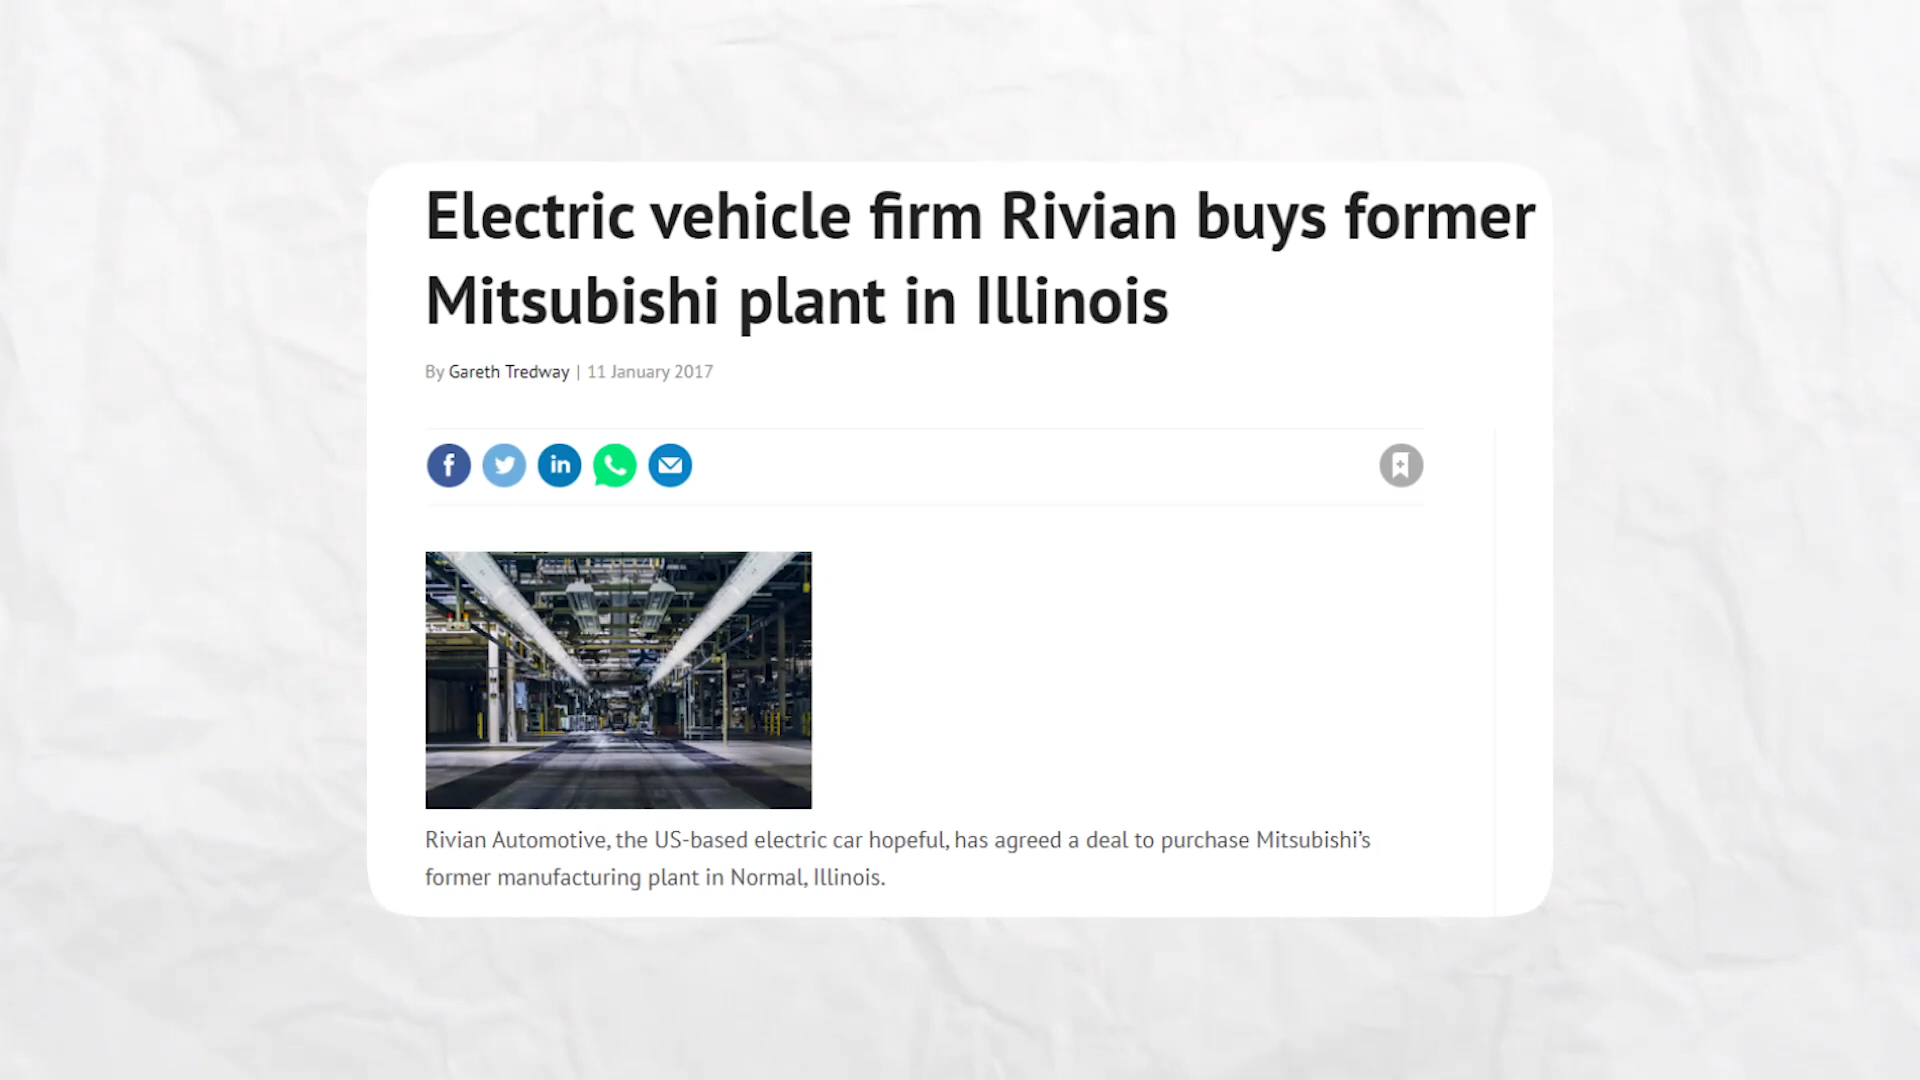 Electric vehicle firm Rivian buys former
Mitsubishi plant in Illinois
By Gareth Tredway | 11 January 2017
f in
Rivian Automotive, the US-based electric car hopeful, has agreed a deal to purchase Mitsubishi’s
former manufacturing plant in Normal, Illinois.